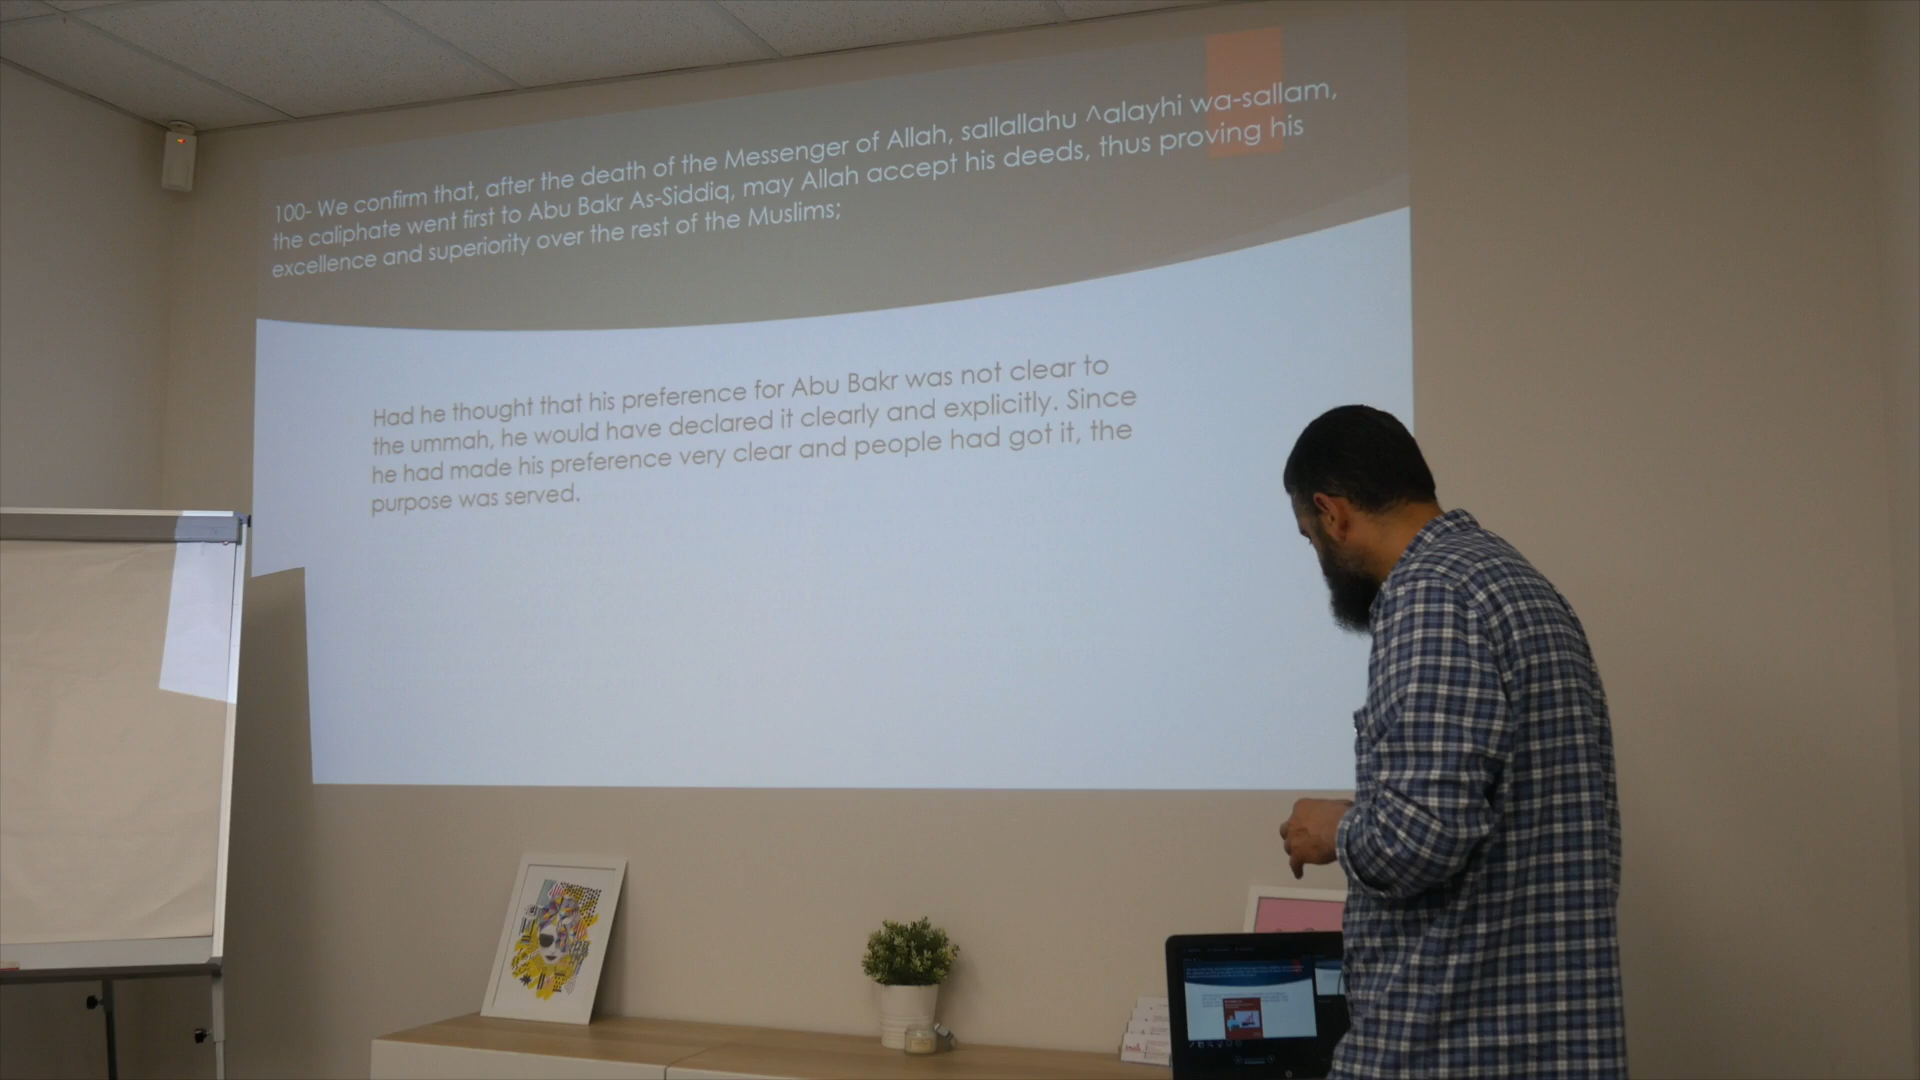 100- We confirm that, after the death of the Messenger of Allah, sallallahu ^alayhi wa-sallam,
the caliphate went first to Abu Bakr As-Siddiq, may Allah accept his deeds, thus proving his
excellence and superiority over the rest of the Muslims;
Had he thought that his preference for Abu Bakr was not clear to
the ummah, he would have declared it clearly and explicitly. Since
he had made his preference very clear and people had got it, the
purpose was served.